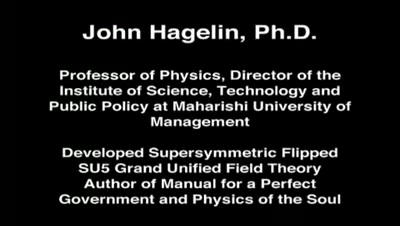 John Hagelin, Ph.D.
Professor of Physics, Director of the
Institute of Science, Technology and
Public Policy at Maharishi University of
Management
Developed Supersymmetric Flipped
SU5 Grand Unified Field Theory
Author of Manual for a Perfect
Government and Physics of the Soul